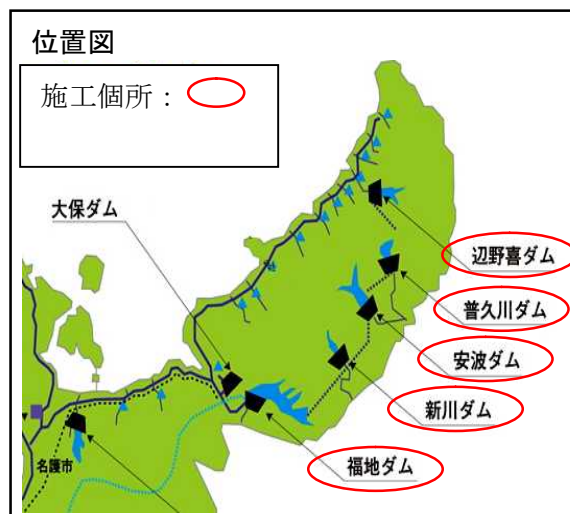 位置図
施工個所：
大保ダム
辺野喜ダム
普久川ダム
安波ダム
新川ダム
福地ダム
名護市